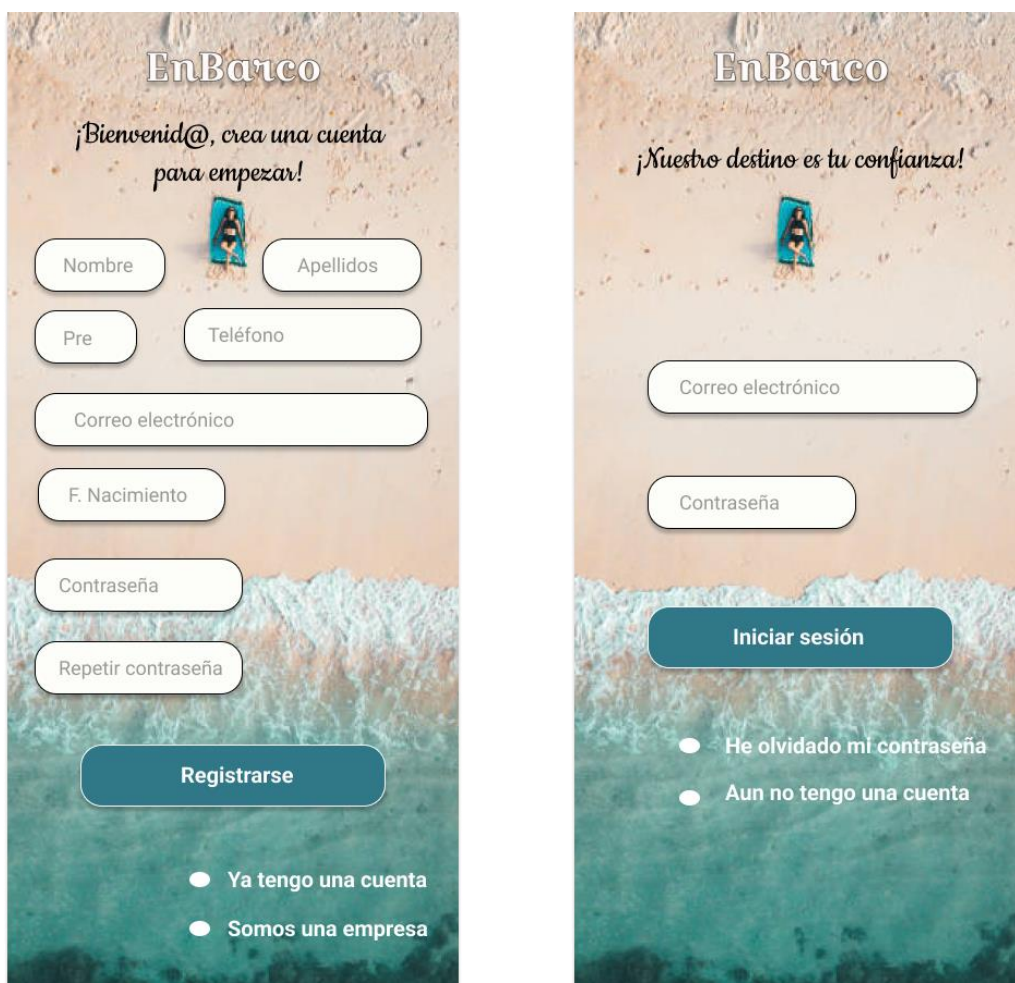 EnBarco
¡Bienvenid@, crea una cuenta
para empezar!
Nombre
Apellidos
Pre
Teléfono
Correo electrónico
F. Nacimiento
Contraseña
Repetir contraseña
Registrarse
Ya tengo una cuenta
Somos una empresa
EnBarco
¡Nuestro destino es tu confianza!
Correo electrónico
Contraseña
Iniciar sesión
He olvidado mi contraseña
Aun no tengo una cuenta